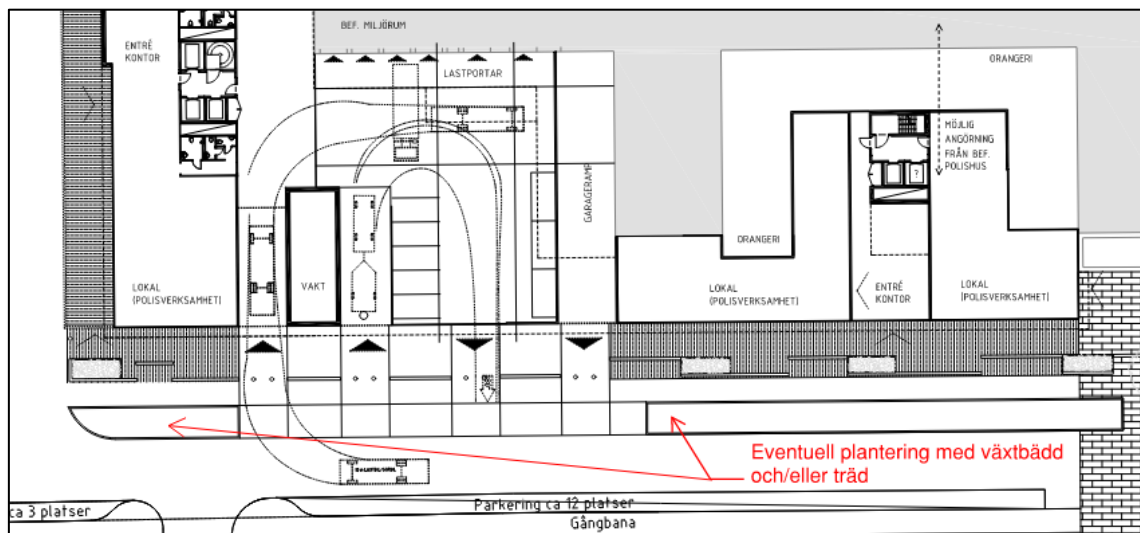 BEF. MILJÖRUM
ENTRÉ
KONTOR
LASTPORTAR
ORANGERI
MÖJLIG
ANGÖRNING
FRÅN BEF.
POLISHUS
?
GARAGERAMP
ORANGERI
LOKAL
(POLISVERKSAMHET)
VAKT
LOKAL
(POLISVERKSAMHET)
ENTRÉ
KONTOR
LOKAL
(POLISVERKSAMHET)
Eventuell plantering med växtbädd
och/eller träd
Parkering ca 12 platser
ca 3 platser
Gångbana